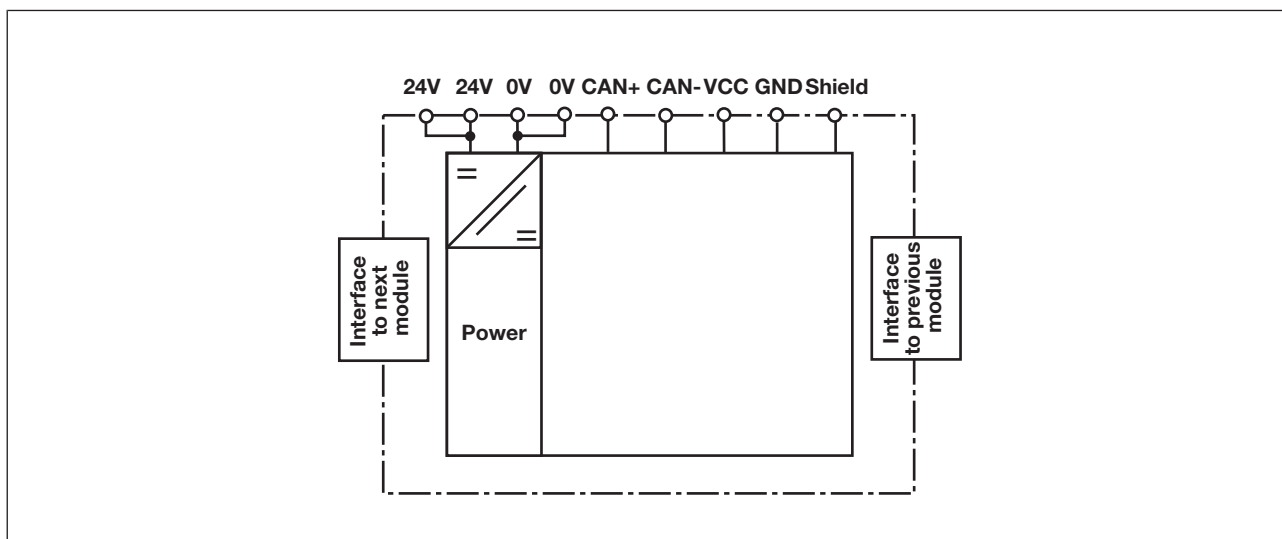 24V 24V 0V 0V CAN+ CAN- VCC GND Shield
Interface
to next
module
Power
Interface
to previous
module